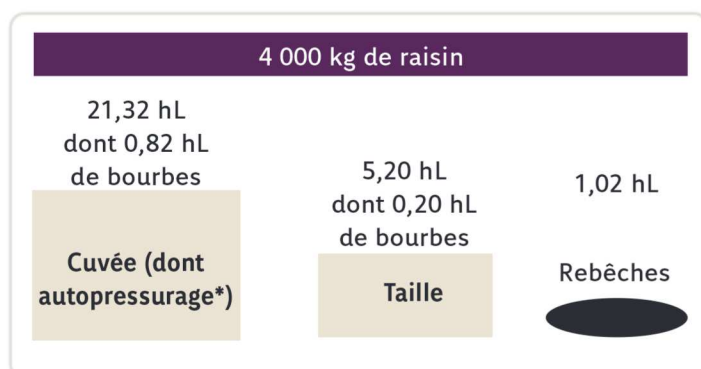 4 000 kg de raisin
21,32 hL
dont 0,82 hL
de bourbes
Cuvée (dont
autopressurage*)
5,20 hL
dont 0,20 hL
de bourbes
Taille
1,02 hL
Rebêches